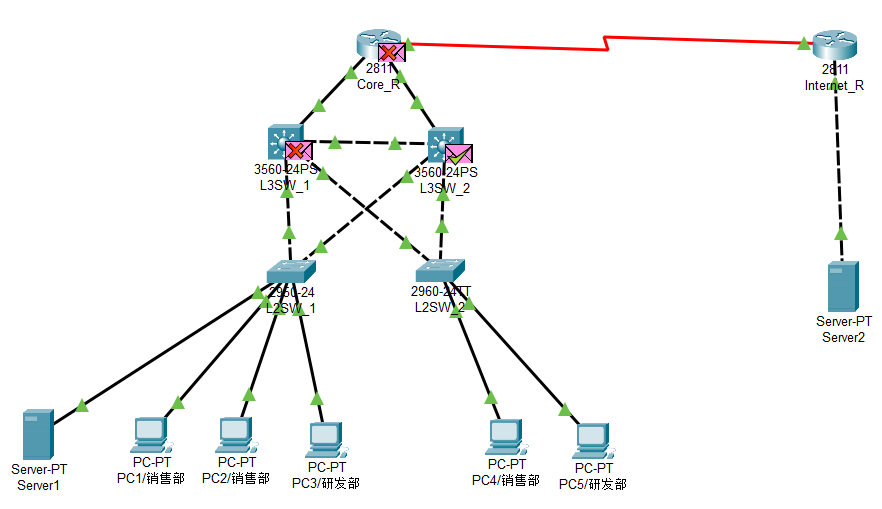 2811
Core_R
2811
Internet_R
3560-24PS
L3SW_1
3560-24PS
L3SW_2
2960-24
L2SW_1
2960-24TT
L2SW_2
Server-PT
Server2
Server-PT
Server1
PC-PT
PC1/销售部
PC-PT
PC2/销售部
PC-PT
PC3/研发部
PC-PT
PC4/销售部
PC-PT
PC5/研发部